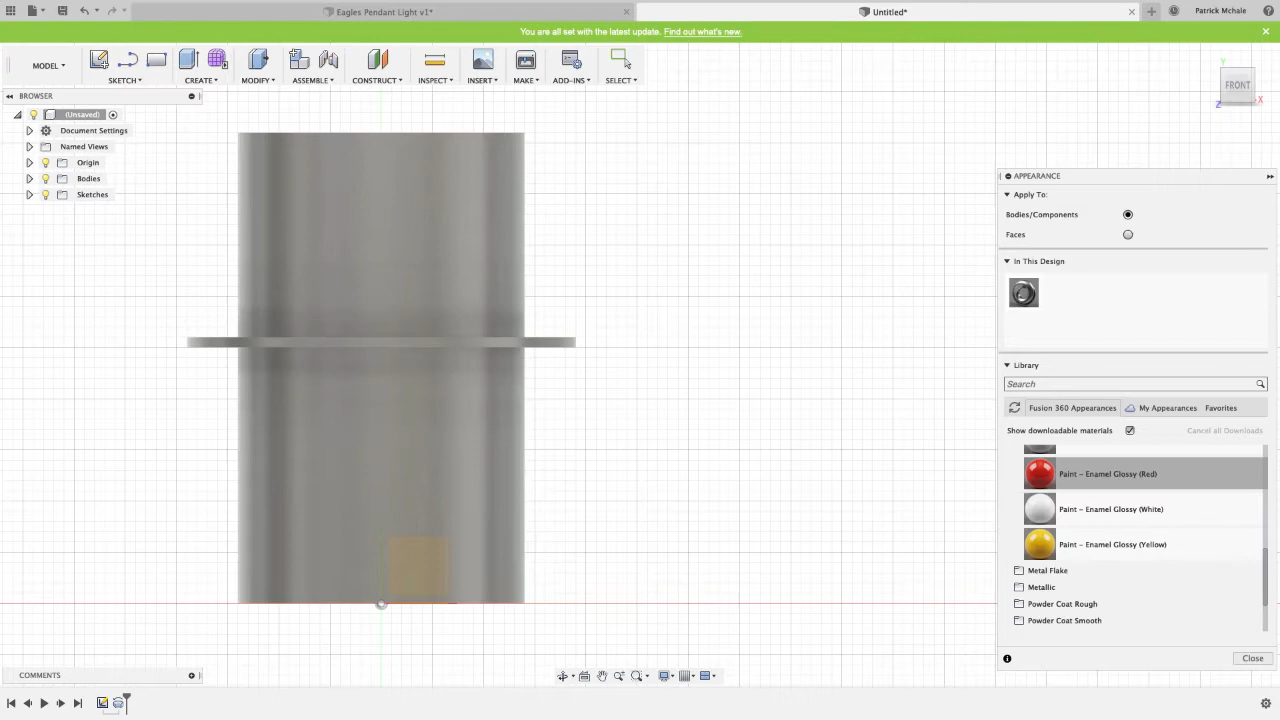 Eagles Pendant Light v1*
Untitled*
Patrick Mchale
You are all set with the latest update. Find out what's new.
MODEL
SKETCH
CREATE
MODIFY
ASSEMBLE
CONSTRUCT
INSPECT
INSERT
MAKE
ADD-INS
SELECT
Y
FRONT
X
Z
BROWSER
(Unsaved)
Document Settings
Named Views
Origin
Bodies
Sketches
APPEARANCE
Apply To:
Bodies/Components
Faces
In This Design
Library
Search
Fusion 360 Appearances
My Appearances
Favorites
Show downloadable materials
Cancel all Downloads
Paint - Enamel Glossy (Red)
Paint - Enamel Glossy (White)
Paint - Enamel Glossy (Yellow)
Metal Flake
Metallic
Powder Coat Rough
Powder Coat Smooth
Close
COMMENTS